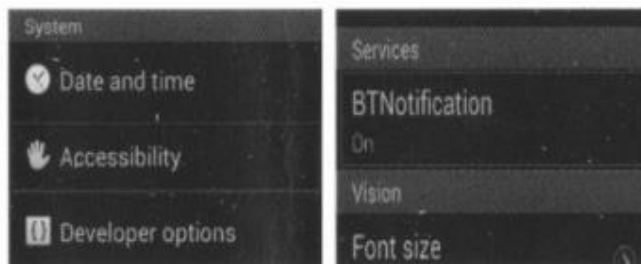 System
Date and time
Accessibility
Developer options
Services
BTNotification
On
Vision
Font size